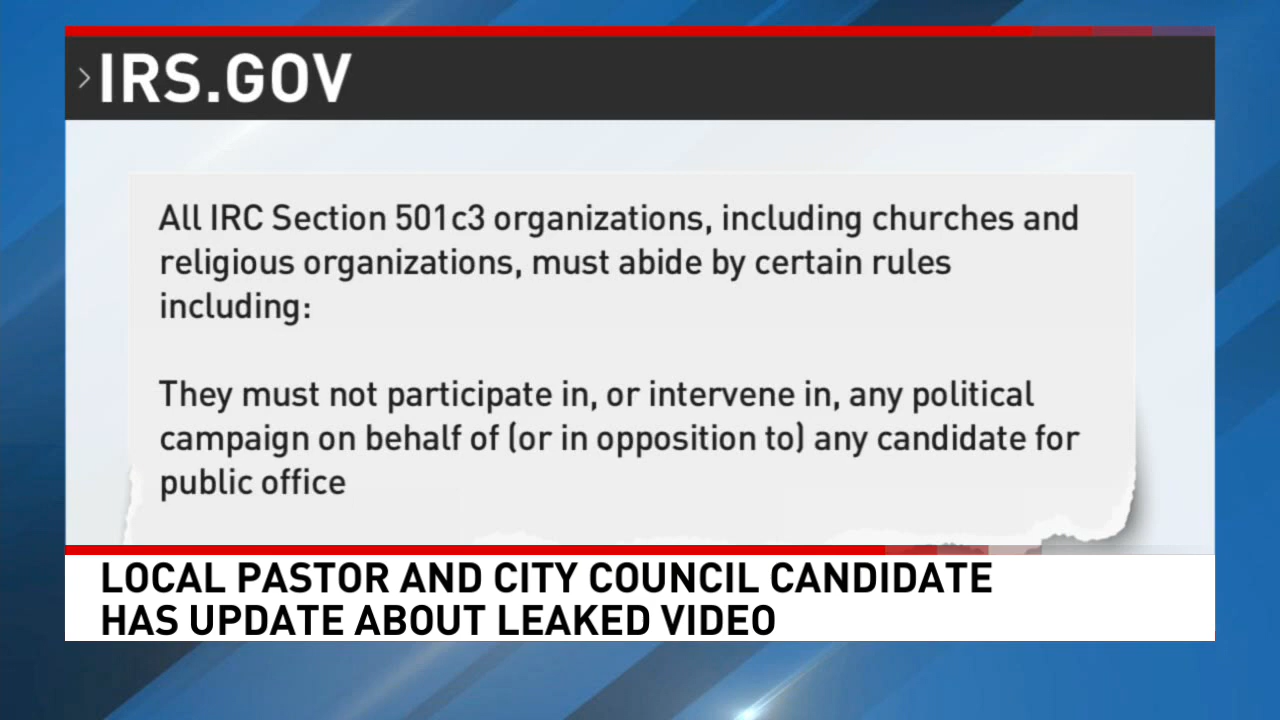 >IRS.GOV
All IRC Section 501c3 organizations, including churches and
religious organizations, must abide by certain rules
including:
They must not participate in, or intervene in, any political
campaign on behalf of (or in opposition to) any candidate for
public office
LOCAL PASTOR AND CITY COUNCIL CANDIDATE
HAS UPDATE ABOUT LEAKED VIDEO